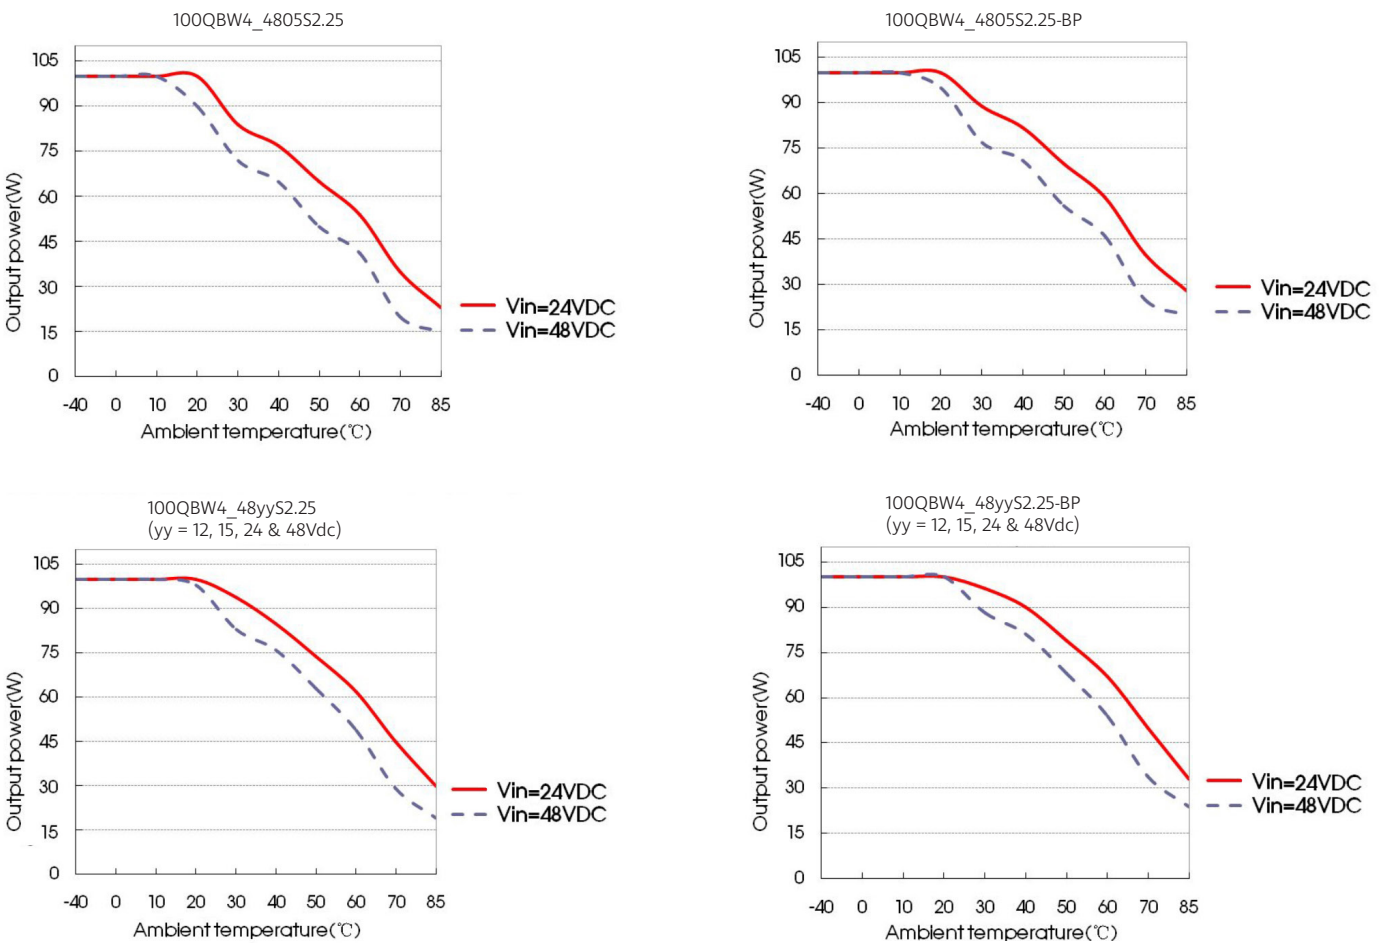 100QBW4_4805S2.25
105
90
75
60
45
30
15
0
Output power(W)
-40 0 10 20 30 40 50 60 70 85
Ambient temperature(℃)
Vin=24VDC
Vin=48VDC
100QBW4_4805S2.25-BP
105
90
75
60
45
30
15
0
Output power(W)
-40 0 10 20 30 40 50 60 70 85
Ambient temperature(℃)
Vin=24VDC
Vin=48VDC
100QBW4_48yyS2.25
(yy = 12, 15, 24 & 48Vdc)
105
90
75
60
45
30
15
0
Output power(W)
-40 0 10 20 30 40 50 60 70 85
Ambient temperature(℃)
Vin=24VDC
Vin=48VDC
100QBW4_48yyS2.25-BP
(yy = 12, 15, 24 & 48Vdc)
105
90
75
60
45
30
15
0
Output power(W)
-40 0 10 20 30 40 50 60 70 85
Ambient temperature(℃)
Vin=24VDC
Vin=48VDC